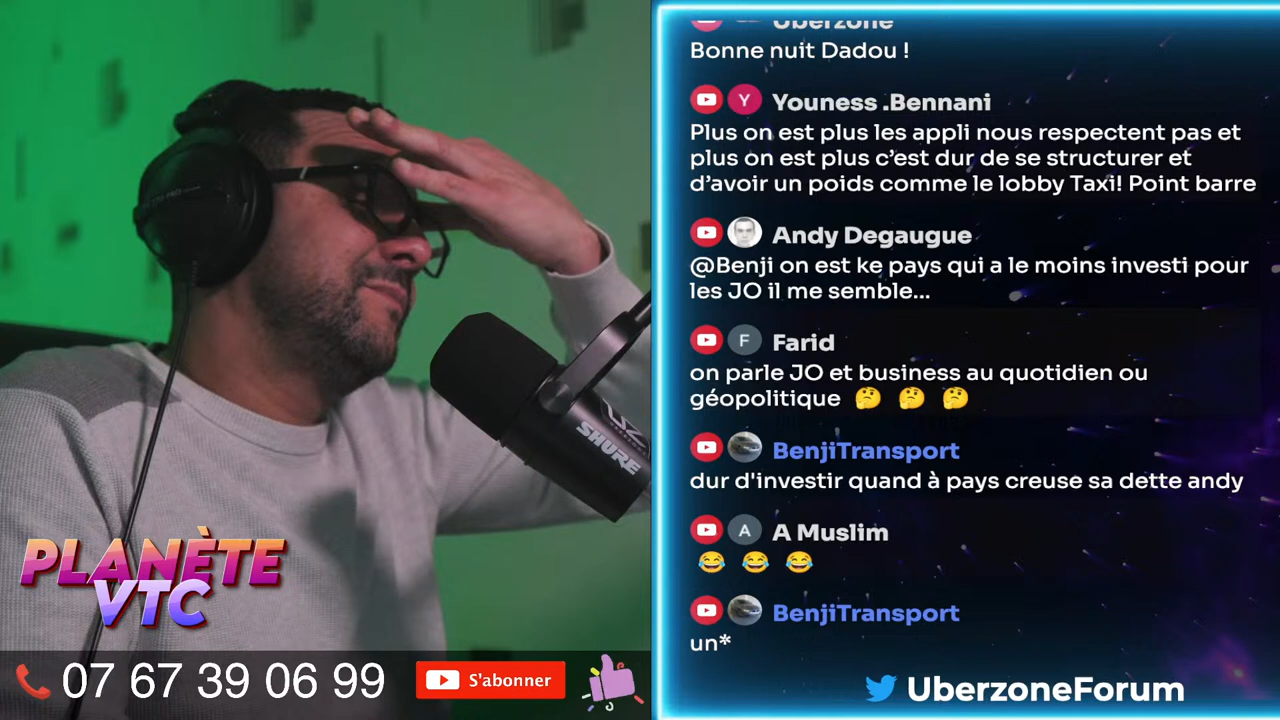 Uberzone
Bonne nuit Dadou !
Y
Youness .Bennani
Plus on est plus les appli nous respectent pas et
plus on est plus c'est dur de se structurer et
d'avoir un poids comme le lobby Taxi! Point barre
Andy Degaugue
@Benji on est ke pays qui a le moins investi pour
les JO il me semble...
F
Farid
on parle JO et business au quotidien ou
géopolitique 🤔 🤔 🤔
BenjiTransport
dur d'investir quand à pays creuse sa dette andy
A
A Muslim
😂 😂 😂
BenjiTransport
un*
UberzoneForum
SHURE
PLANÈTE
VTC
07 67 39 06 99
S'abonner